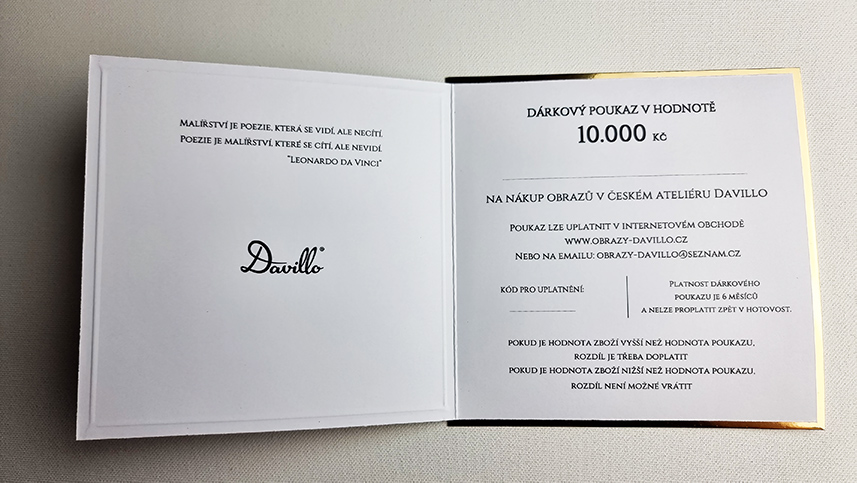 MALÍŘSTVÍ JE POEZIE, KTERÁ SE VIDÍ, ALE NECÍTÍ.
POEZIE JE MALÍŘSTVÍ, KTERÉ SE CÍTÍ, ALE NEVIDÍ.
"LEONARDO DA VINCI"
Davillo®
DÁRKOVÝ POUKAZ V HODNOTĚ
10.000 KČ
NA NÁKUP OBRAZŮ V ČESKÉM ATELIÉRU DAVILLO
POUKAZ LZE UPLATNIT V INTERNETOVÉM OBCHODĚ
WWW.OBRAZY-DAVILLO.CZ
NEBO NA EMAILU: OBRAZY-DAVILLO@SEZNAM.CZ
KÓD PRO UPLATNĚNÍ:
PLATNOST DÁRKOVÉHO
POUKAZU JE 6 MĚSÍCŮ
A NELZE PROPLATIT ZPĚT V HOTOVOST.
POKUD JE HODNOTA ZBOŽÍ VYŠŠÍ NEŽ HODNOTA POUKAZU,
ROZDÍL JE TŘEBA DOPLATIT
POKUD JE HODNOTA ZBOŽÍ NIŽŠÍ NEŽ HODNOTA POUKAZU,
ROZDÍL NENÍ MOŽNÉ VRÁTIT